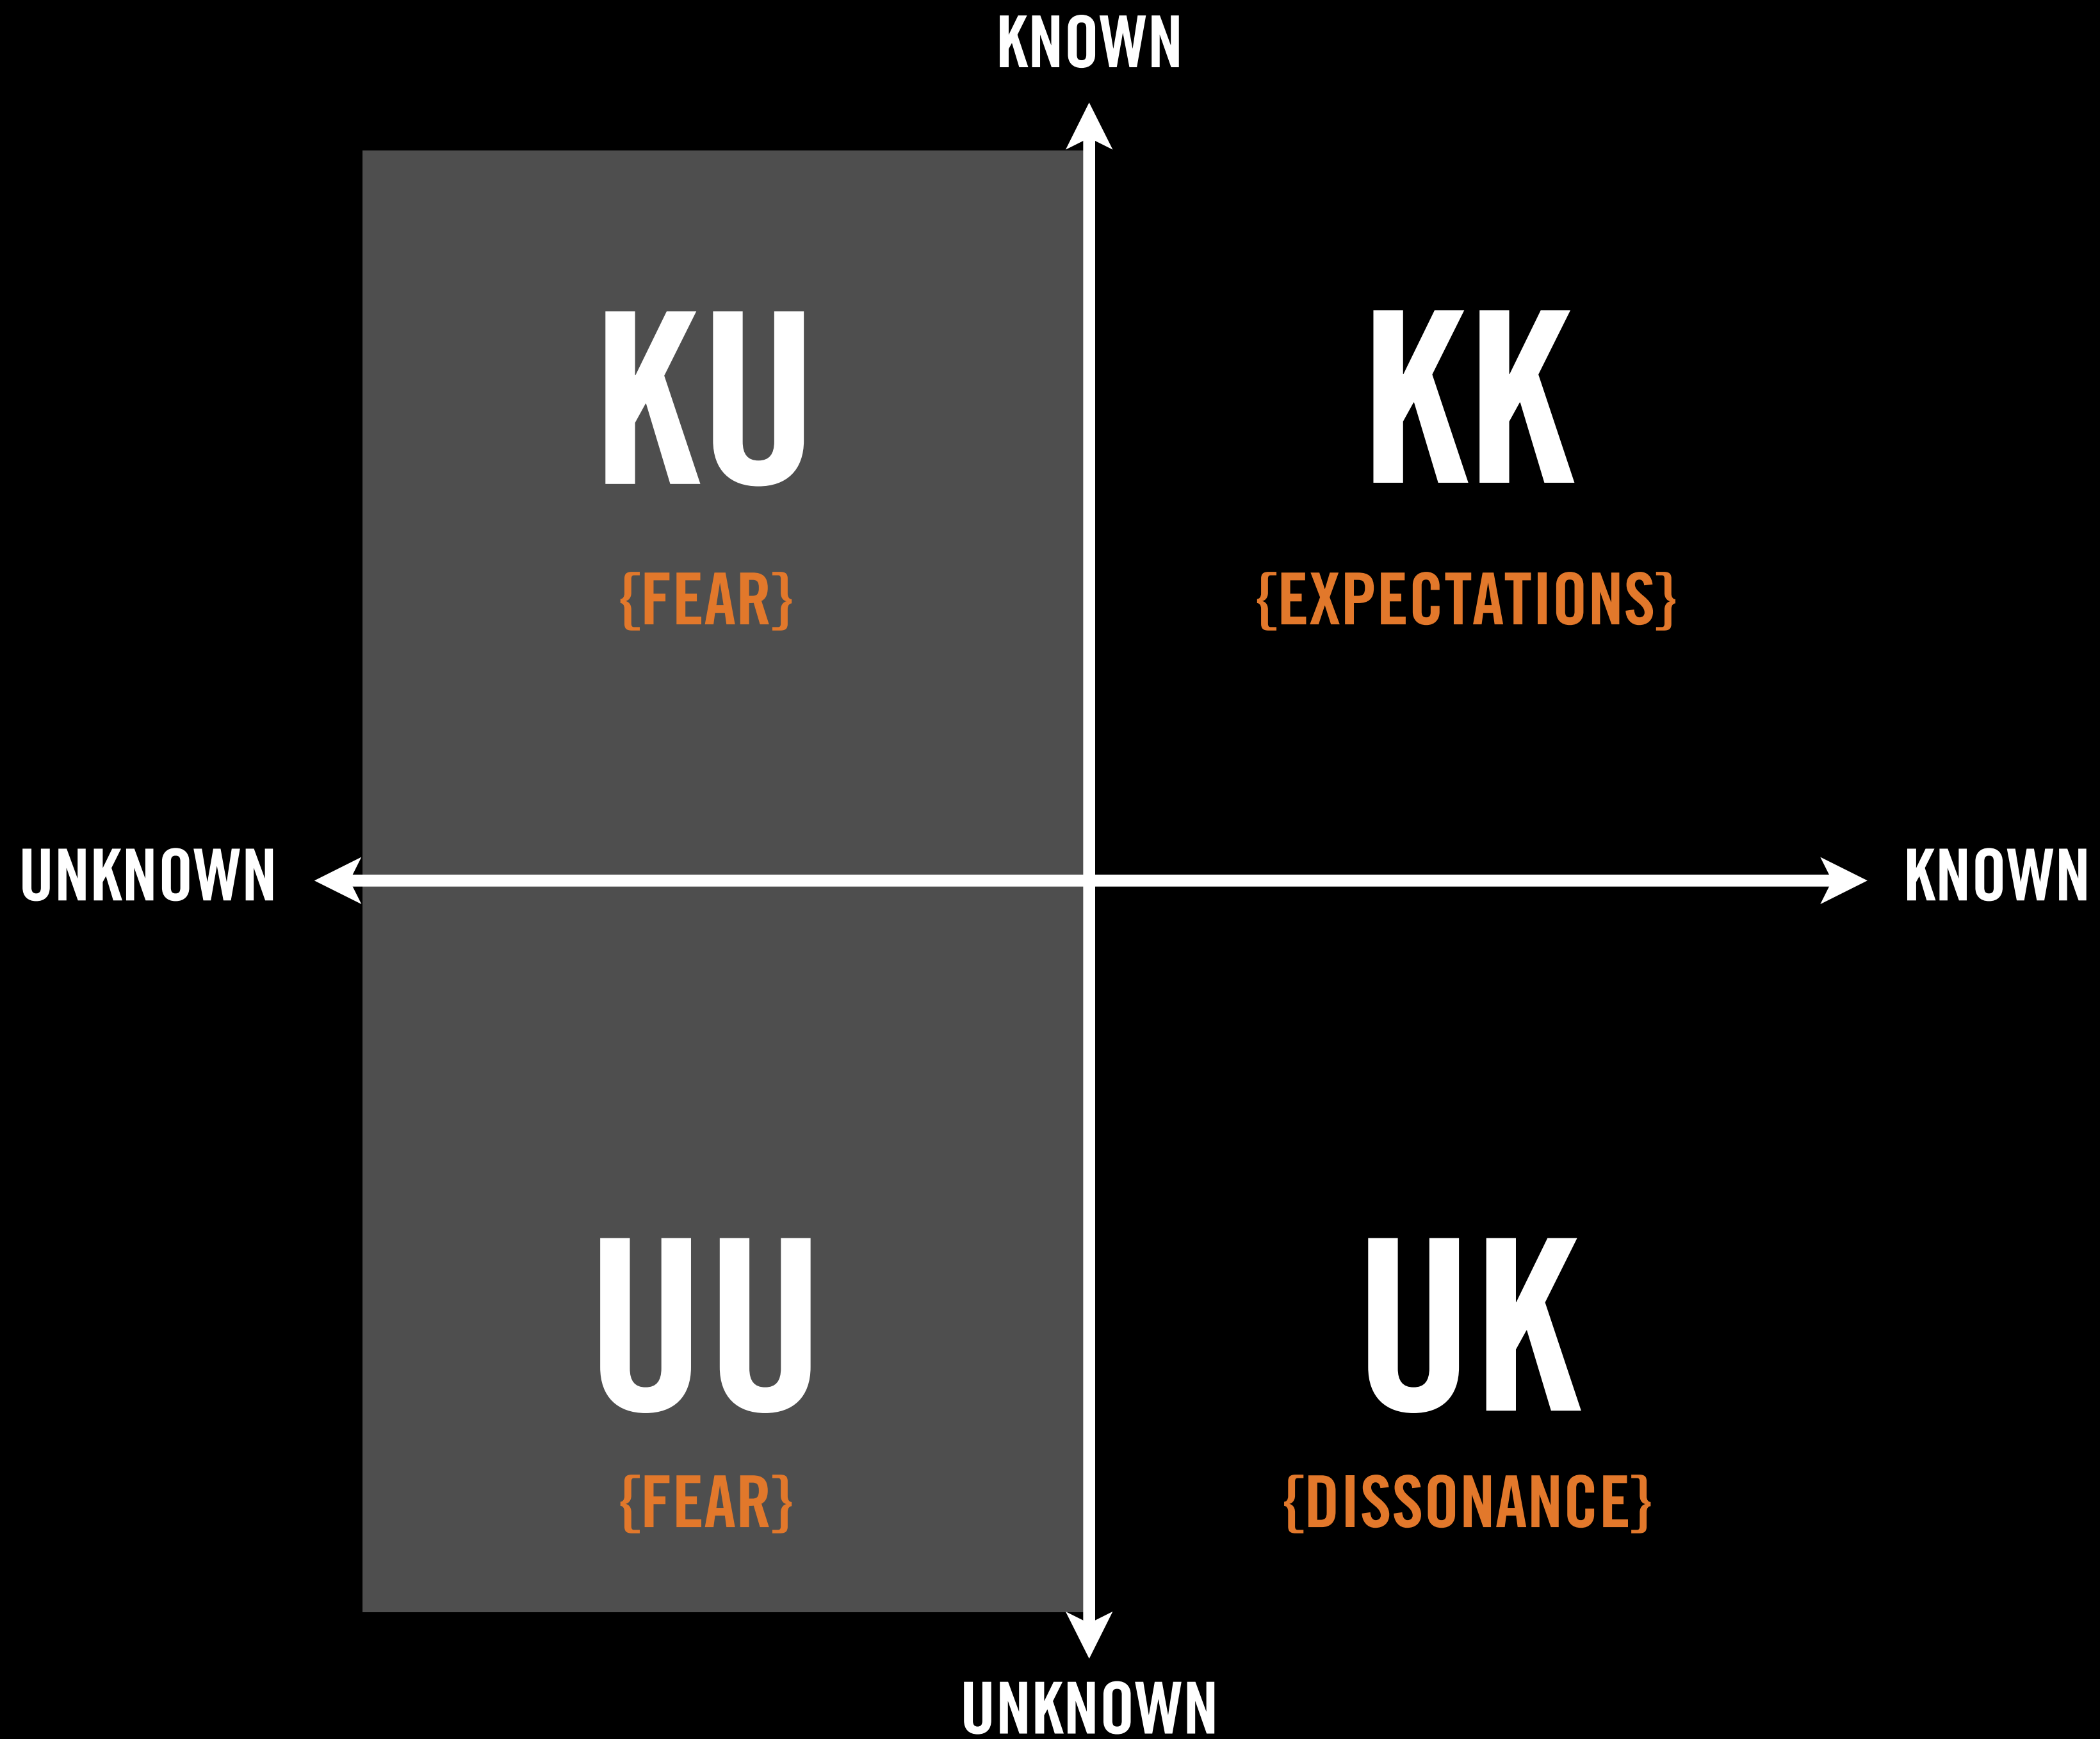 KNOWN
KU
KK
{FEAR}
{EXPECTATIONS}
UNKNOWN
KNOWN
UU
UK
{FEAR}
{DISSONANCE}
UNKNOWN